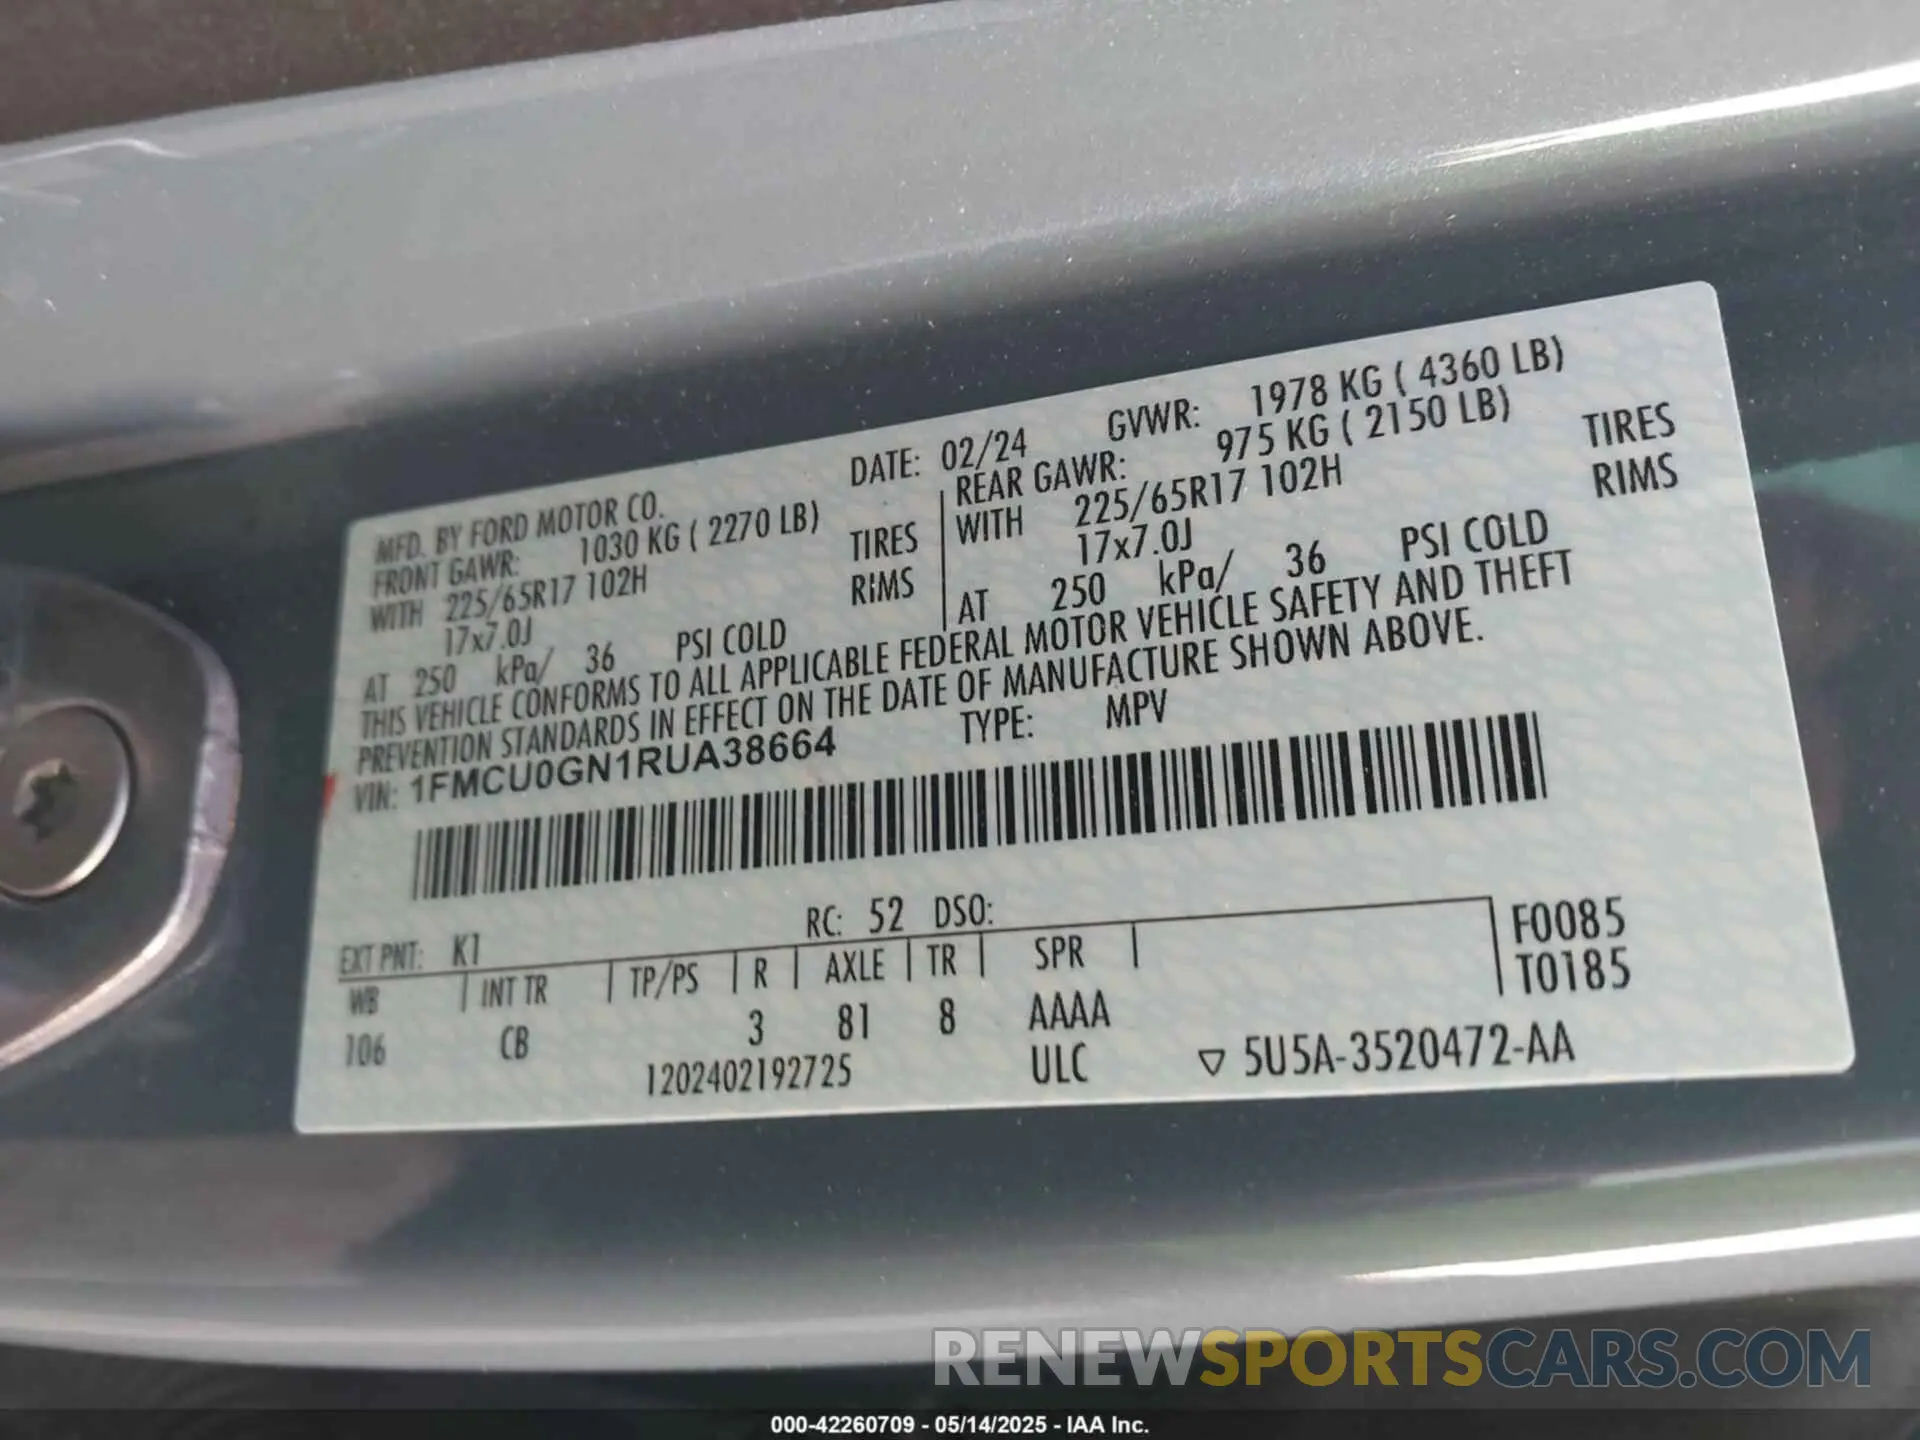 MFD. BY FORD MOTOR CO.
DATE: 02/24
GVWR: 1978 KG ( 4360 LB)
FRONT GAWR: 1030 KG ( 2270 LB)
WITH 225/65R17 102H TIRES
17x7.0J RIMS
AT 250 kPa/ 36 PSI COLD
REAR GAWR: 975 KG ( 2150 LB)
WITH 225/65R17 102H TIRES
17x7.0J RIMS
AT 250 kPa/ 36 PSI COLD
THIS VEHICLE CONFORMS TO ALL APPLICABLE FEDERAL MOTOR VEHICLE SAFETY AND THEFT
PREVENTION STANDARDS IN EFFECT ON THE DATE OF MANUFACTURE SHOWN ABOVE.
VIN: 1FMCU0GN1RUA38664 TYPE: MPV
EXT PNT: K1 RC: 52 DSO:
WB | INT TR | TP/PS | R | AXLE | TR | SPR |
106 CB 3 81 8 AAAA
F0085
T0185
1202402192725 ULC ▽ 5U5A-3520472-AA
RENEWSPORTSCARS.COM
000-42260709 - 05/14/2025 - IAA Inc.